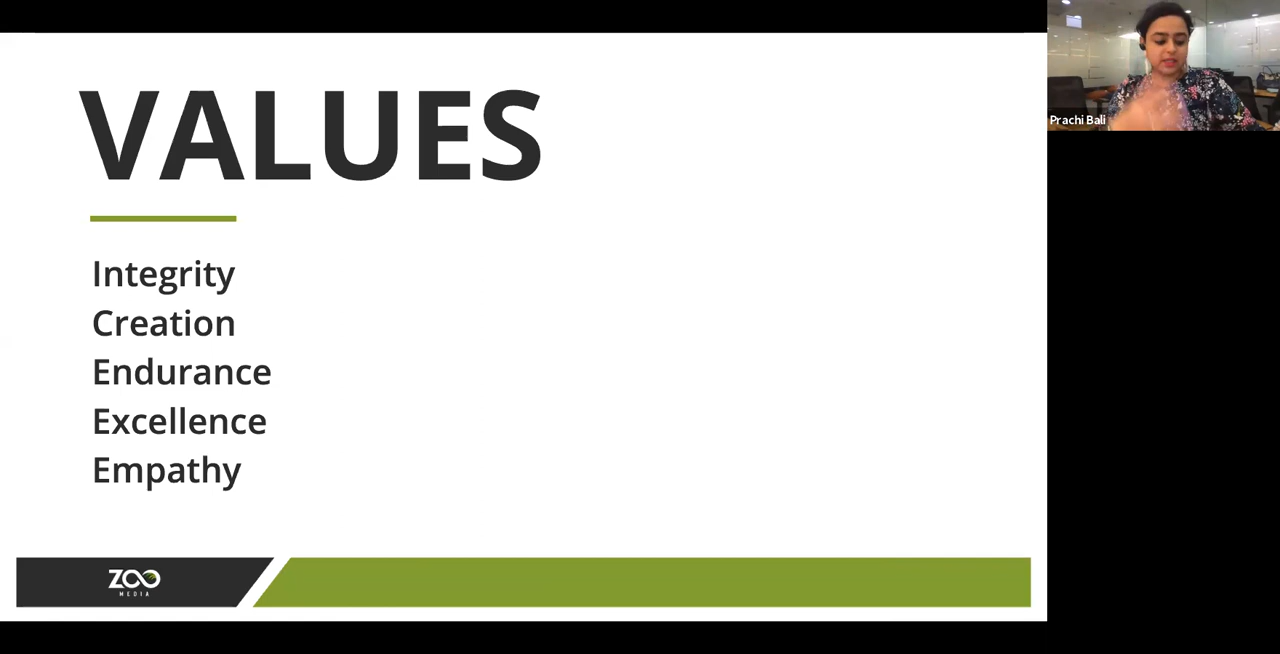 VALUES
Integrity
Creation
Endurance
Excellence
Empathy
ZOO
MEDIA
Prachi Bali